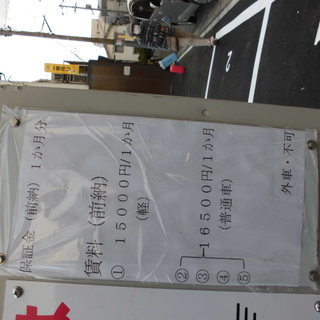 保証金（前納）１か月分
賃料（前納）
① １５０００円/１か月
（軽）
② ③ ④ ⑤ １６５００円/１か月
（普通車）
外車・不可